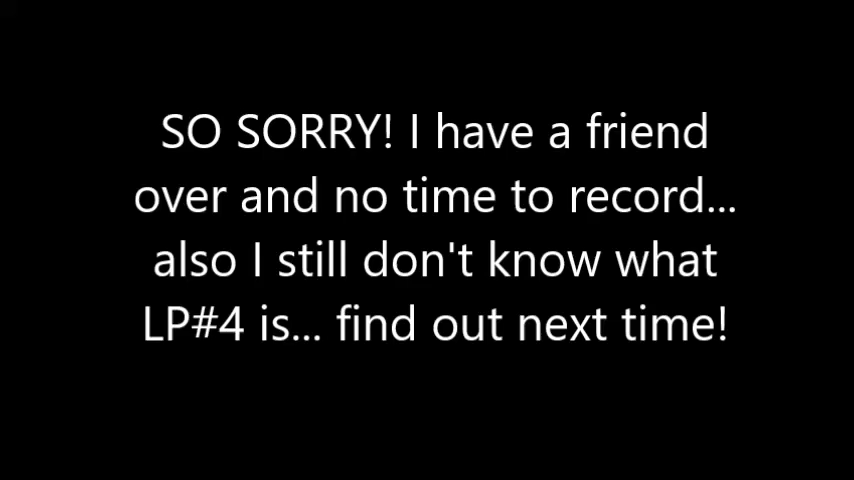 SO SORRY! I have a friend
over and no time to record...
also I still don't know what
LP#4 is... find out next time!